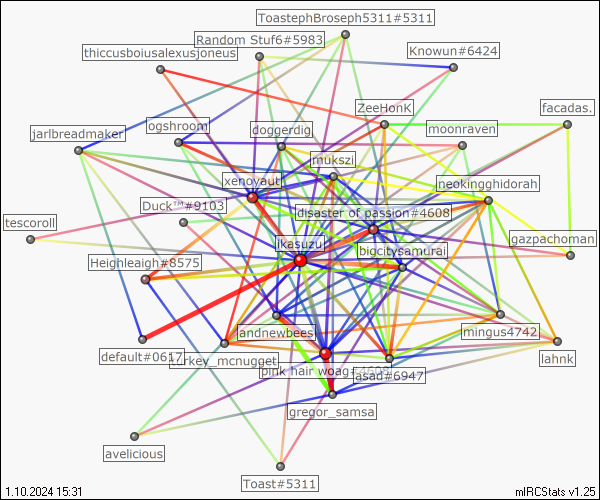 ToastephBroseph5311#5311
Random Stuf6#5983
thiccusboiusalexusjoneus
Knowun#6424
ZeeHonK
facadas.
ogshroom
doggerdig
moonraven
jarlbreadmaker
mukszi
xenoyaut
neokingghidorah
Duck™#9103
disaster of passion#4608
tescoroll
ikasuzu
bigcitysamurai
gazpachoman
Heighleaigh#8575
andnewbees
mingus4742
default#0617
turkey_mcnugget
lahnk
pink hair woag#4608
asad#6947
gregor_samsa
avelicious
Toast#5311
1.10.2024 15:31
mIRCStats v1.25